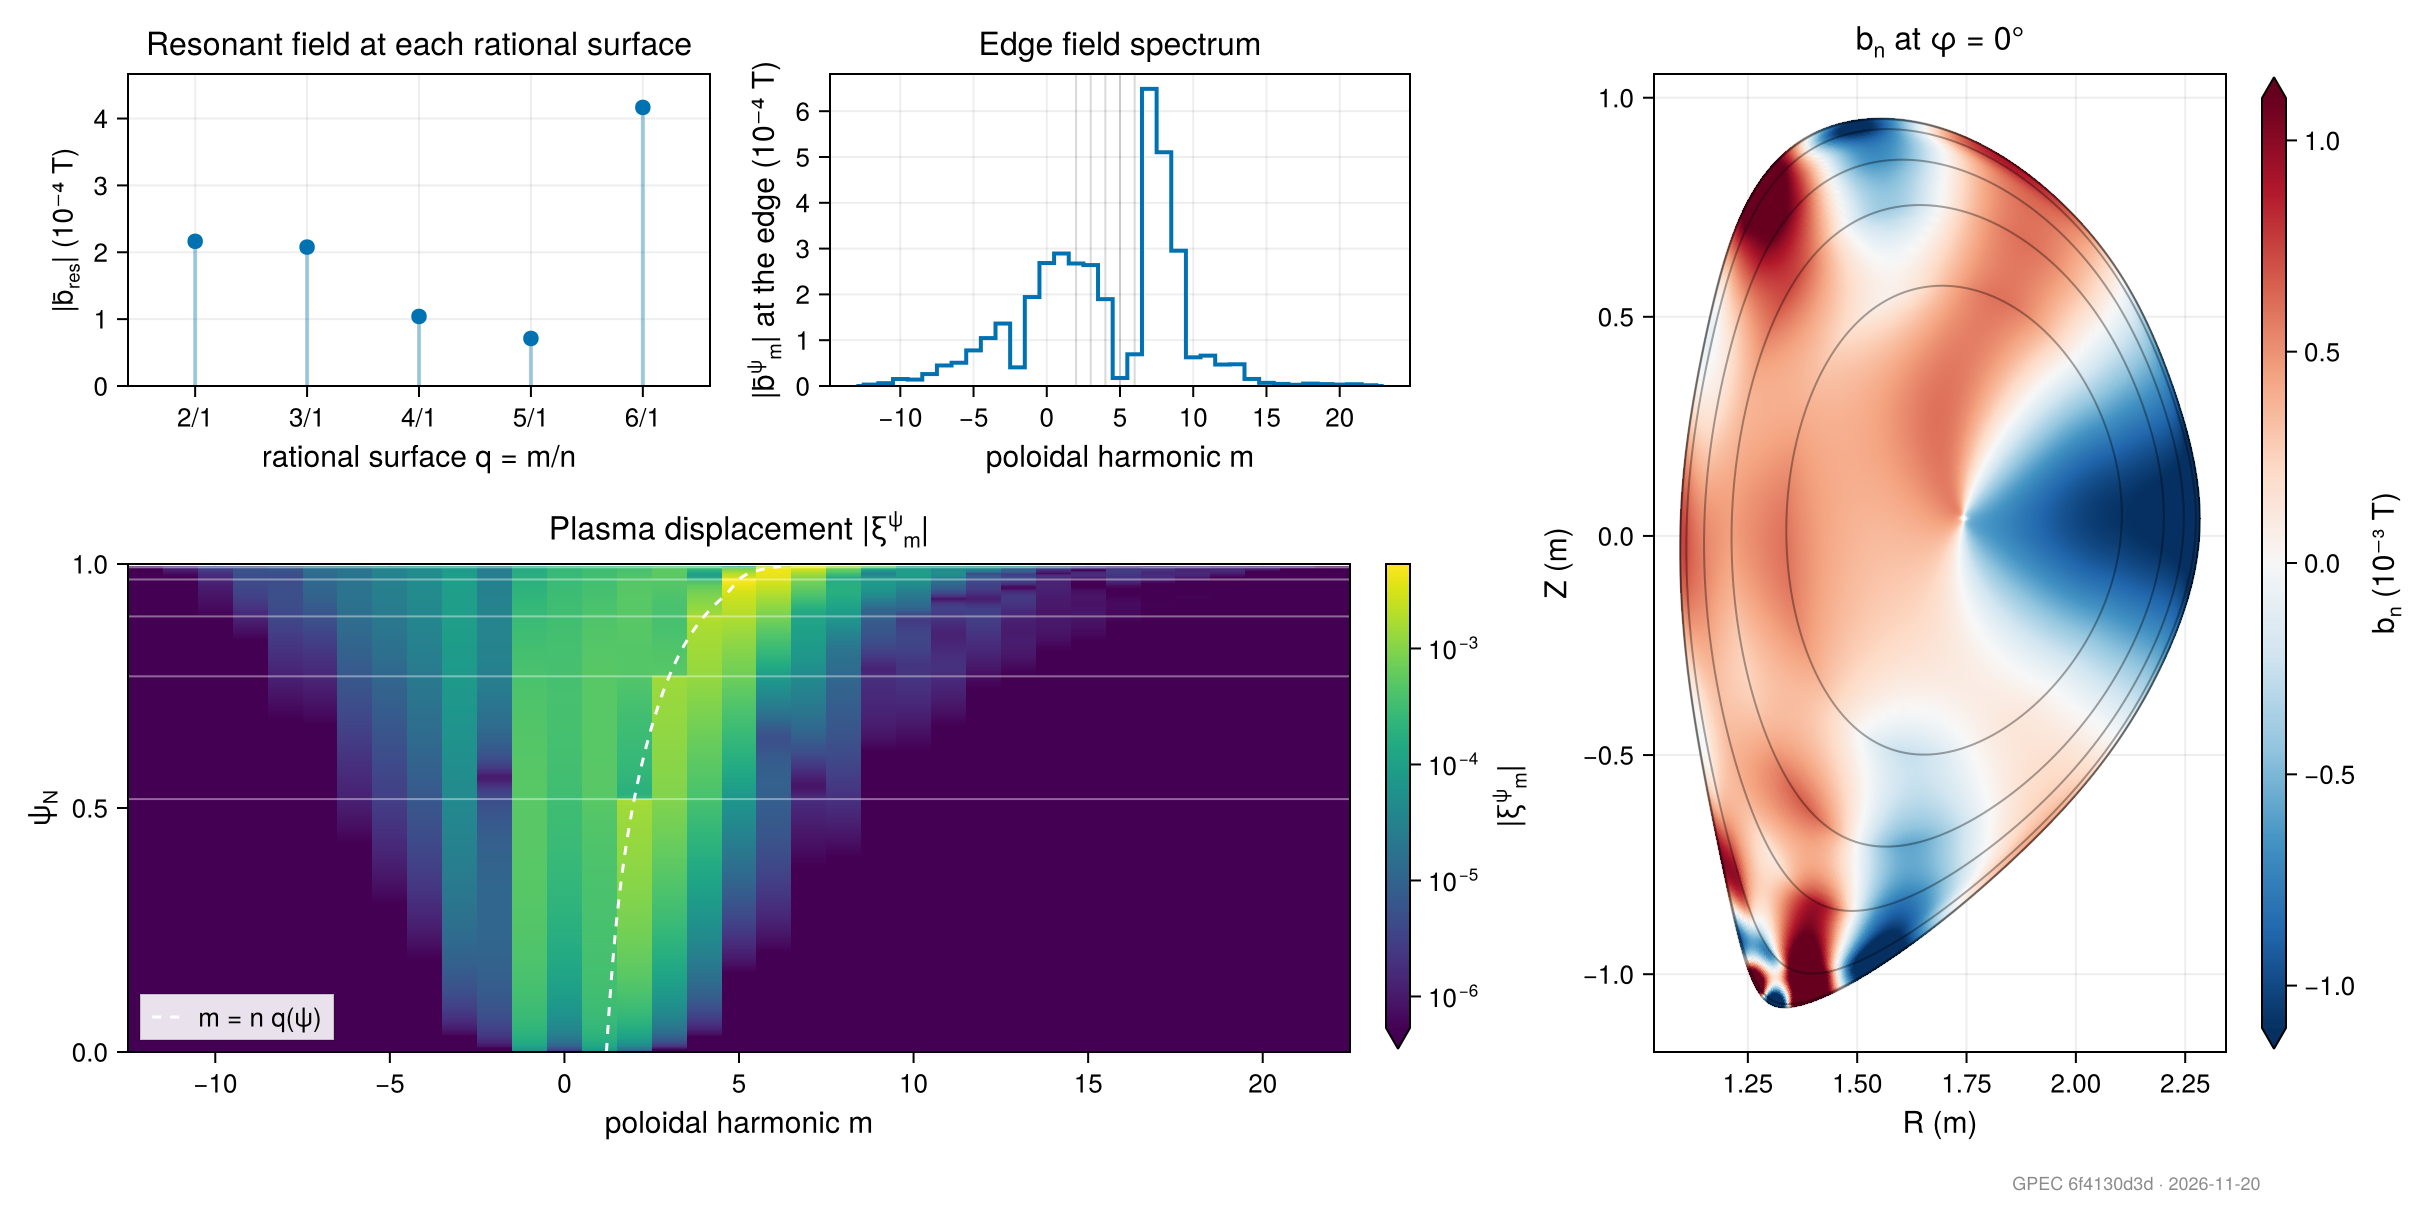 Resonant field at each rational surface
|b̄res| (10⁻⁴ T)
4
3
2
1
0
2/1 3/1 4/1 5/1 6/1
rational surface q = m/n
Edge field spectrum
|b̄ψm| at the edge (10⁻⁴ T)
6
5
4
3
2
1
0
−10 −5 0 5 10 15 20
poloidal harmonic m
Plasma displacement |ξψm|
ψN
1.0
0.5
0.0
m = n q(ψ)
−10 −5 0 5 10 15 20
poloidal harmonic m
10⁻³
10⁻⁴
10⁻⁵
10⁻⁶
|ξψm|
bn at φ = 0°
Z (m)
1.0
0.5
0.0
−0.5
−1.0
1.25 1.50 1.75 2.00 2.25
R (m)
1.0
0.5
0.0
−0.5
−1.0
bn (10⁻³ T)
GPEC 6f4130d3d · 2026-11-20